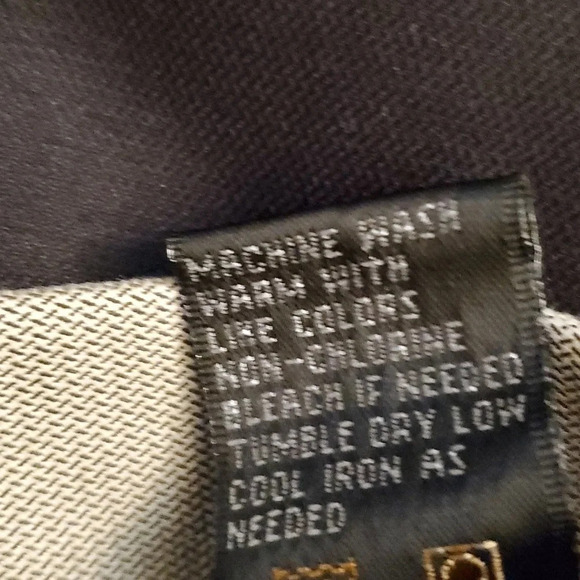 MACHINE WASH
WARM WITH
LIKE COLORS
NON-CHLORINE
BLEACH IF NEEDED
TUMBLE DRY LOW
COOL IRON AS
NEEDED